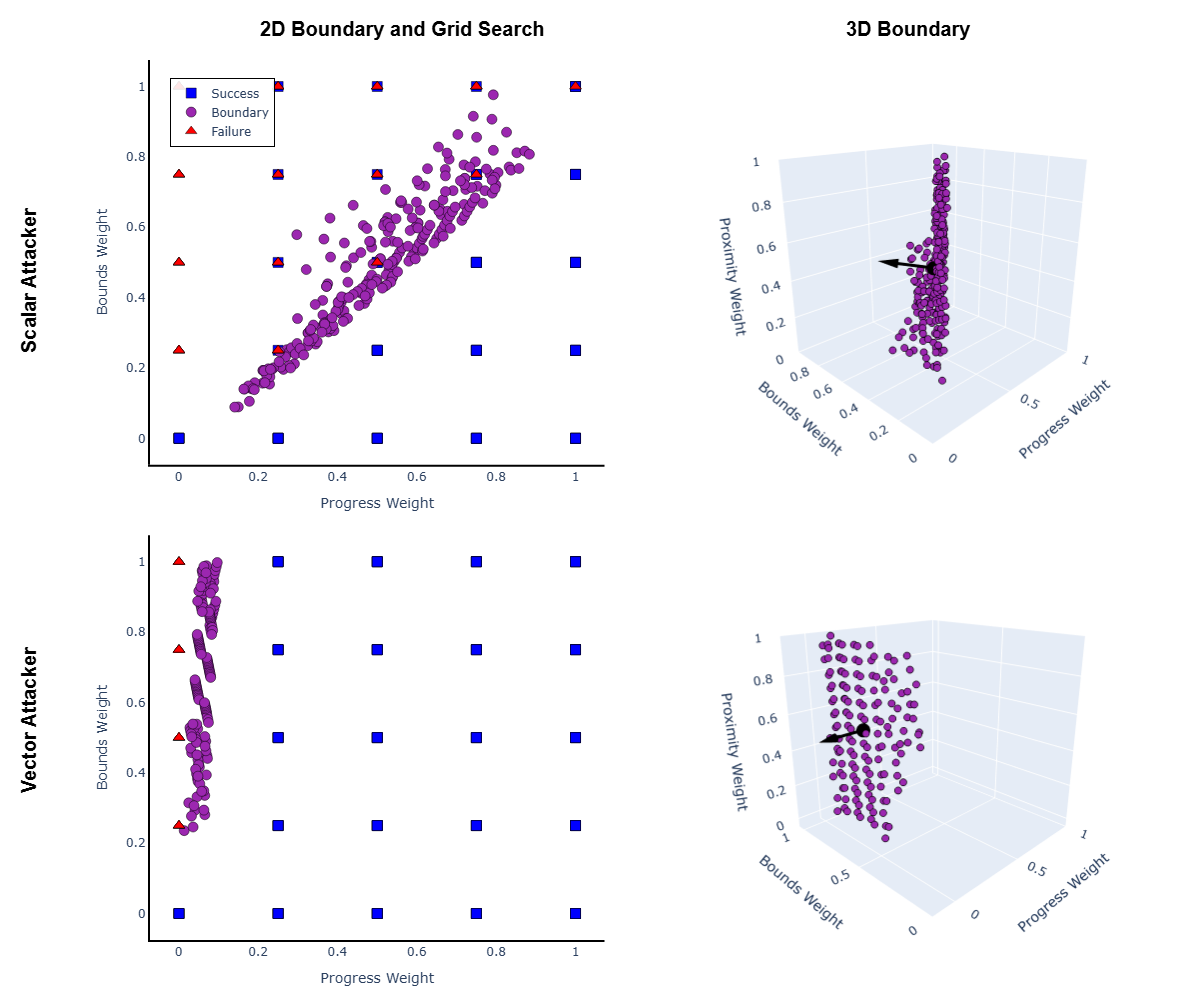 2D Boundary and Grid Search
3D Boundary
Scalar Attacker
Success
Boundary
Failure
1
0.8
0.6
0.4
0.2
0
Bounds Weight
0
0.2
0.4
0.6
0.8
1
Progress Weight
1
0.8
0.6
0.4
0.2
0
Proximity Weight
0.8
0.6
0.4
0.2
0
Bounds Weight
0
0.5
1
Progress Weight
Vector Attacker
1
0.8
0.6
0.4
0.2
0
Bounds Weight
0
0.2
0.4
0.6
0.8
1
Progress Weight
1
0.8
0.6
0.4
0.2
0
Proximity Weight
1
0.5
0
Bounds Weight
0
0.5
1
Progress Weight